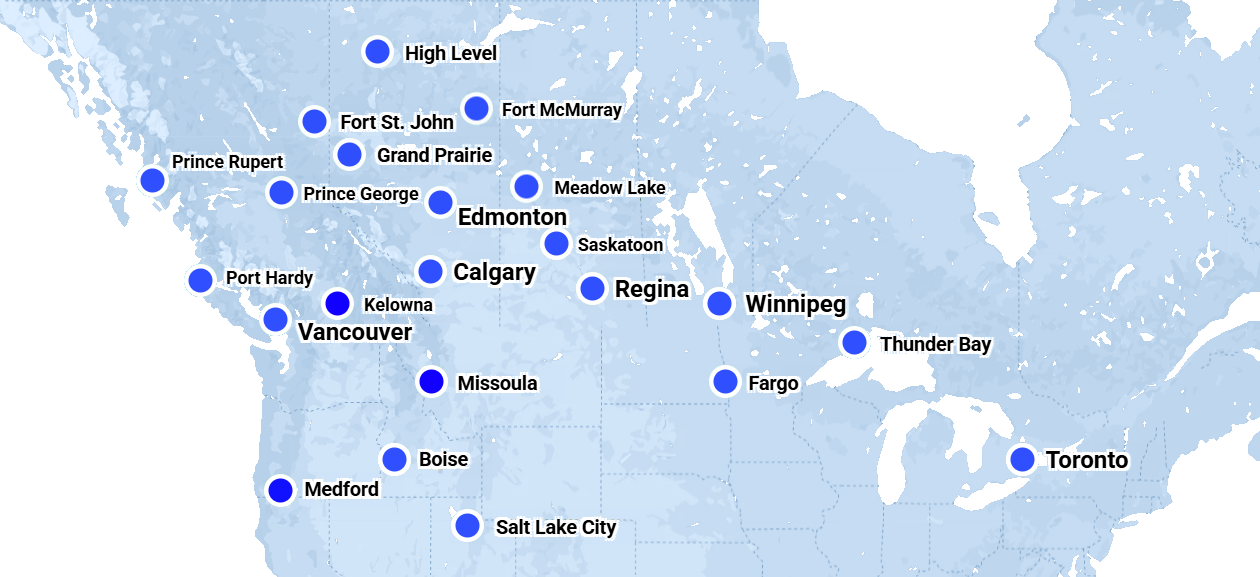 High Level
Fort McMurray
Fort St. John
Grand Prairie
Prince Rupert
Prince George
Meadow Lake
Edmonton
Saskatoon
Calgary
Port Hardy
Regina
Kelowna
Winnipeg
Vancouver
Thunder Bay
Missoula
Fargo
Boise
Toronto
Medford
Salt Lake City